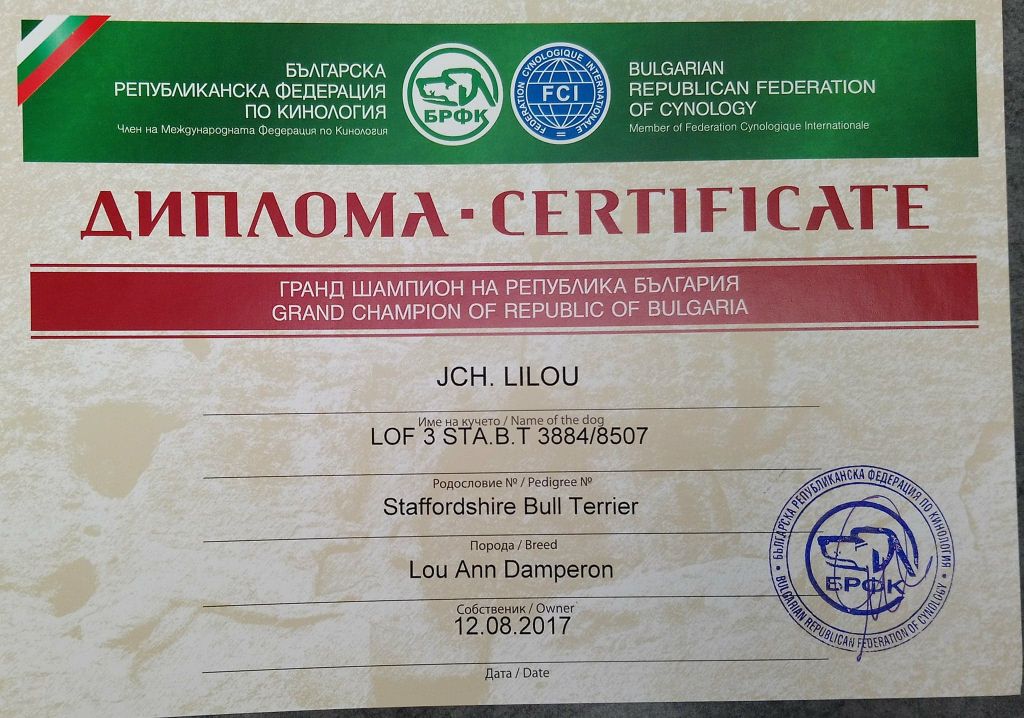 БЪЛГАРСКА
РЕПУБЛИКАНСКА ФЕДЕРАЦИЯ
ПО КИНОЛОГИЯ
Член на Международната Федерация по Кинология
БРФК
FEDERATION CYNOLOGIQUE INTERNATIONALE
FCI
BULGARIAN
REPUBLICAN FEDERATION
OF CYNOLOGY
Member of Federation Cynologique Internationale
ДИПЛОМА · CERTIFICATE
ГРАНД ШАМПИОН НА РЕПУБЛИКА БЪЛГАРИЯ
GRAND CHAMPION OF REPUBLIC OF BULGARIA
JCH. LILOU
Име на кучето / Name of the dog
LOF 3 STA.B.T 3884/8507
Родословие № / Pedigree №
Staffordshire Bull Terrier
Порода / Breed
Lou Ann Damperon
Собственик / Owner
12.08.2017
Дата / Date
БЪЛГАРСКА РЕПУБЛИКАНСКА ФЕДЕРАЦИЯ ПО КИНОЛОГИЯ
БРФК
BULGARIAN REPUBLICAN FEDERATION OF CYNOLOGY